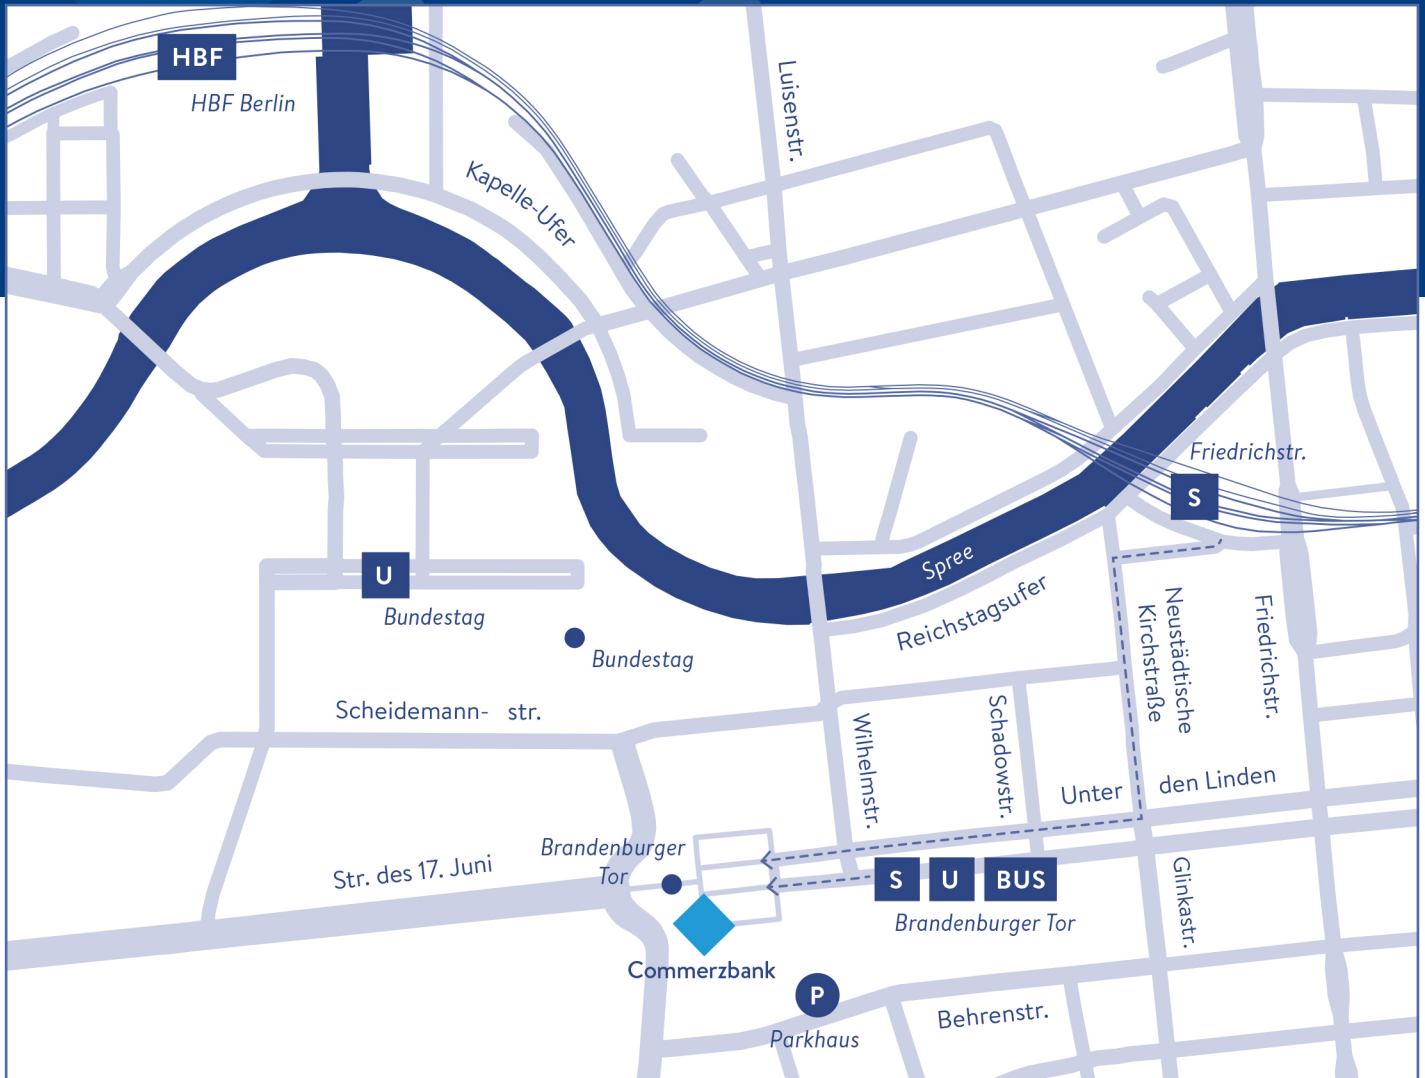 HBF
HBF Berlin
Luisenstr.
Kapelle-Ufer
Friedrichstr.
S
Spree
Reichstagsufer
U
Bundestag
Bundestag
Neustädtische
Kirchstraße
Friedrichstr.
Scheidemann- str.
Wilhelmstr.
Schadowstr.
Unter den Linden
Brandenburger
Tor
Str. des 17. Juni
S U BUS
Brandenburger Tor
Glinkastr.
Commerzbank
P
Parkhaus
Behrenstr.